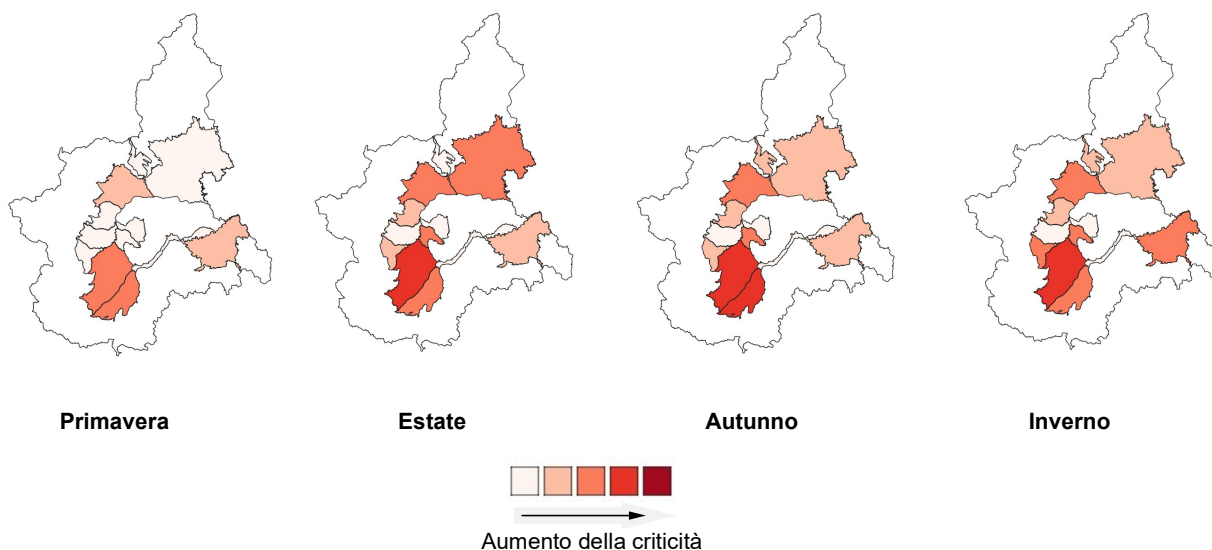 Primavera
Estate
Autunno
Inverno
Aumento della criticità